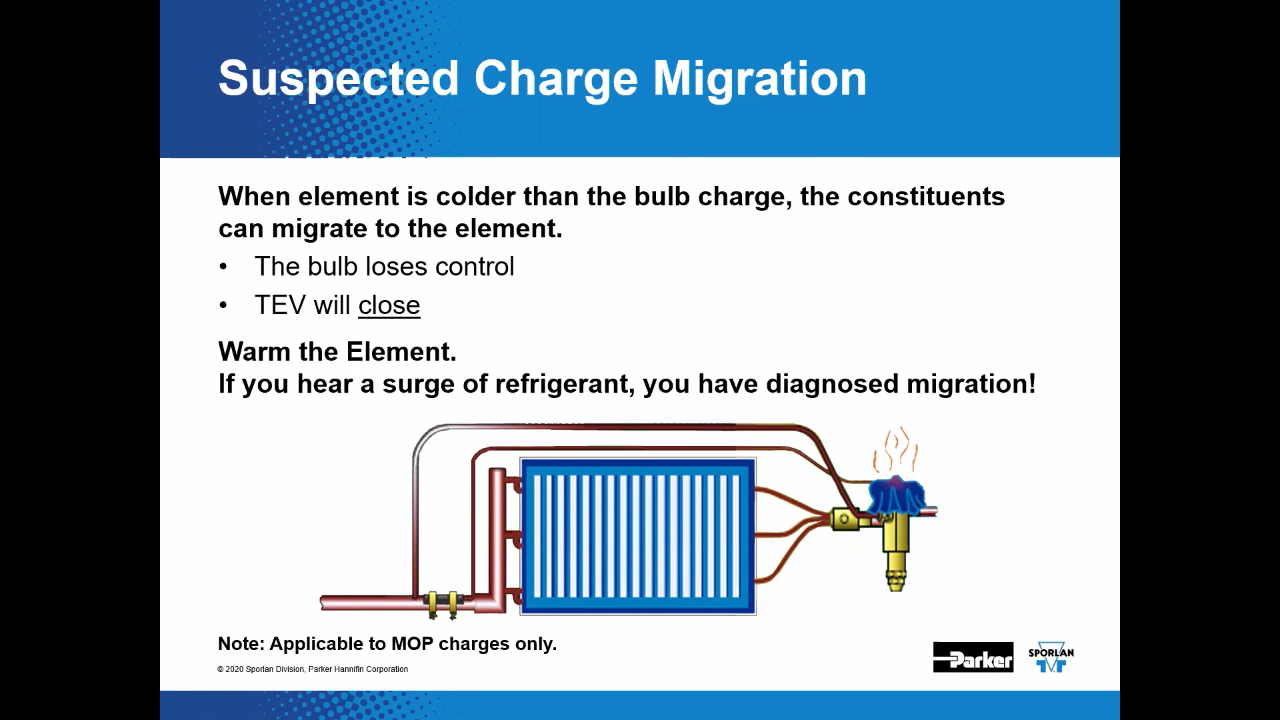 Suspected Charge Migration
When element is colder than the bulb charge, the constituents
can migrate to the element.
• The bulb loses control
• TEV will close
Warm the Element.
If you hear a surge of refrigerant, you have diagnosed migration!
Note: Applicable to MOP charges only.
© 2020 Sporlan Division, Parker Hannifin Corporation
Parker
SPORLAN